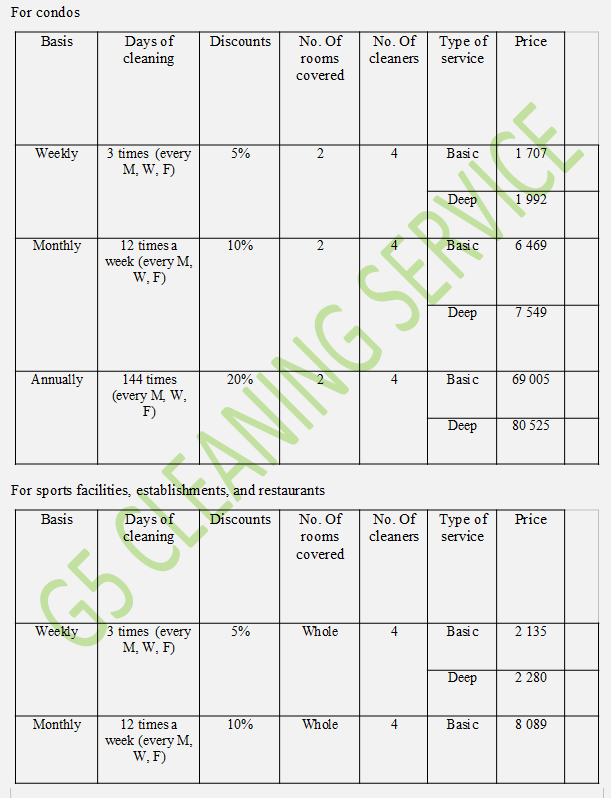 For condos
Basis Days of cleaning Discounts No. Of rooms covered No. Of cleaners Type of service Price
Weekly 3 times (every M, W, F) 5% 2 4 Basic 1 707
Deep 1 992
Monthly 12 times a week (every M, W, F) 10% 2 4 Basic 6 469
Deep 7 549
Annually 144 times (every M, W, F) 20% 2 4 Basic 69 005
Deep 80 525
For sports facilities, establishments, and restaurants
Basis Days of cleaning Discounts No. Of rooms covered No. Of cleaners Type of service Price
Weekly 3 times (every M, W, F) 5% Whole 4 Basic 2 135
Deep 2 280
Monthly 12 times a week (every M, W, F) 10% Whole 4 Basic 8 089
G5 CLEANING SERVICE